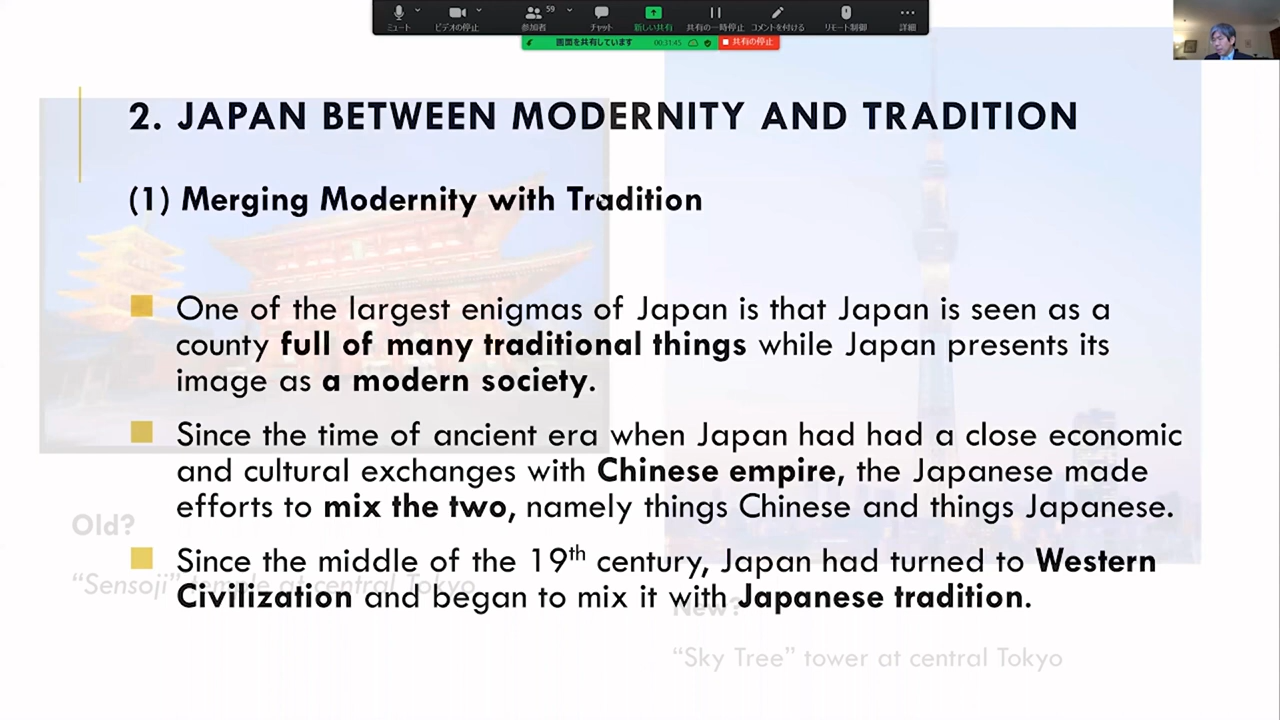 ミュート
ビデオの停止
59
参加者
チャット
新しい共有
共有の一時停止
コメントを付ける
リモート制御
詳細
画面を共有しています
00:31:45
共有の停止
2. JAPAN BETWEEN MODERNITY AND TRADITION
(1) Merging Modernity with Tradition
One of the largest enigmas of Japan is that Japan is seen as a
county full of many traditional things while Japan presents its
image as a modern society.
Since the time of ancient era when Japan had had a close economic
and cultural exchanges with Chinese empire, the Japanese made
efforts to mix the two, namely things Chinese and things Japanese.
Old?
Since the middle of the 19th century, Japan had turned to Western
Civilization and began to mix it with Japanese tradition.
“Sensoji” temple at central Tokyo
New?
“Sky Tree” tower at central Tokyo